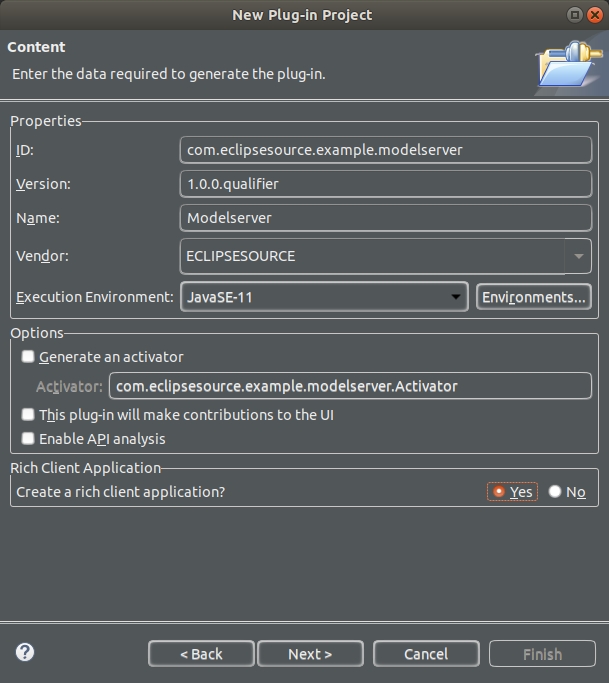 New Plug-in Project
Content
Enter the data required to generate the plug-in.
Properties
ID: com.eclipsesource.example.modelserver
Version: 1.0.0.qualifier
Name: Modelserver
Vendor: ECLIPSESOURCE
Execution Environment: JavaSE-11 Environments...
Options
Generate an activator
Activator: com.eclipsesource.example.modelserver.Activator
This plug-in will make contributions to the UI
Enable API analysis
Rich Client Application
Create a rich client application? Yes No
? < Back Next > Cancel Finish